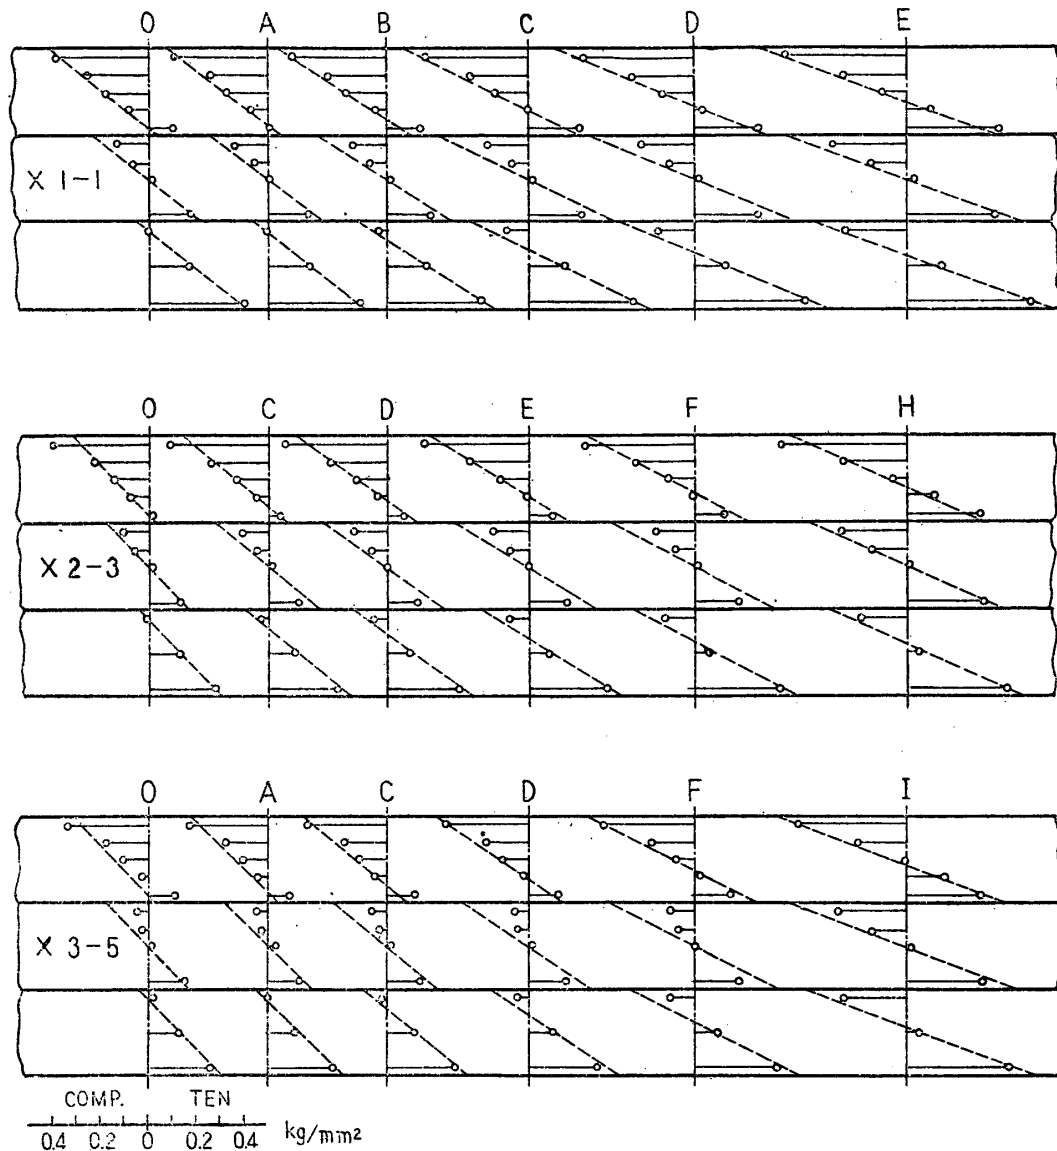 O A B C D E
X 1-1
O C D E F H
X 2-3
O A C D F I
X 3-5
COMP. TEN
0.4 0.2 0 0.2 0.4 kg/mm²